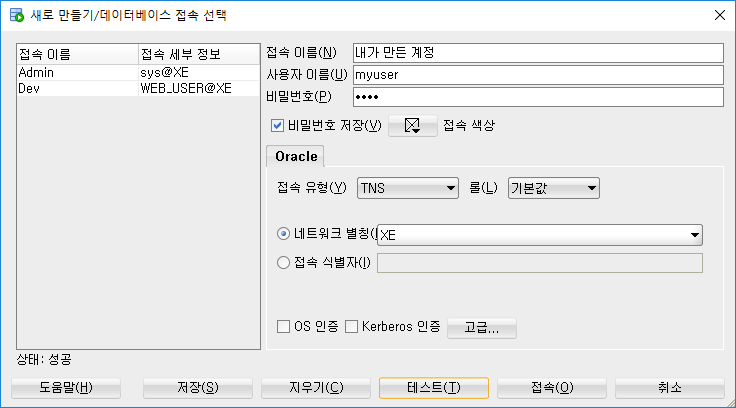 새로 만들기/데이터베이스 접속 선택
접속 이름 접속 세부 정보
Admin sys@XE
Dev WEB_USER@XE
상태: 성공
접속 이름(N) 내가 만든 계정
사용자 이름(U) myuser
비밀번호(P) ••••
비밀번호 저장(V) 접속 색상
Oracle
접속 유형(Y) TNS 롤(L) 기본값
네트워크 별칭( XE
접속 식별자(I)
OS 인증 Kerberos 인증 고급...
도움말(H) 저장(S) 지우기(C) 테스트(T) 접속(O) 취소